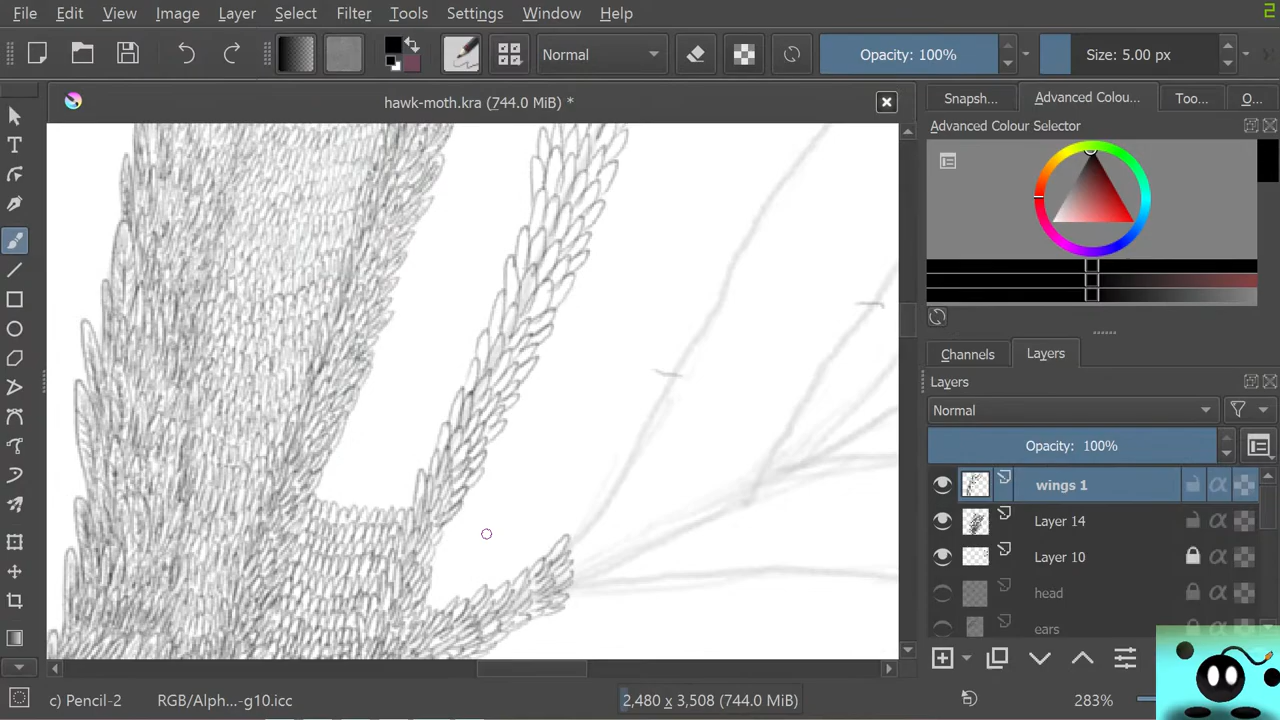 File Edit View Image Layer Select Filter Tools Settings Window Help
2
Normal
Opacity: 100%
Size: 5.00 px
hawk-moth.kra (744.0 MiB) *
Snapsh... Advanced Colou... Too... O...
Advanced Colour Selector
Channels Layers
Layers
Normal
Opacity: 100%
wings 1
Layer 14
Layer 10
head
ears
c) Pencil-2 RGB/Alph...-g10.icc 2,480 x 3,508 (744.0 MiB) 283%